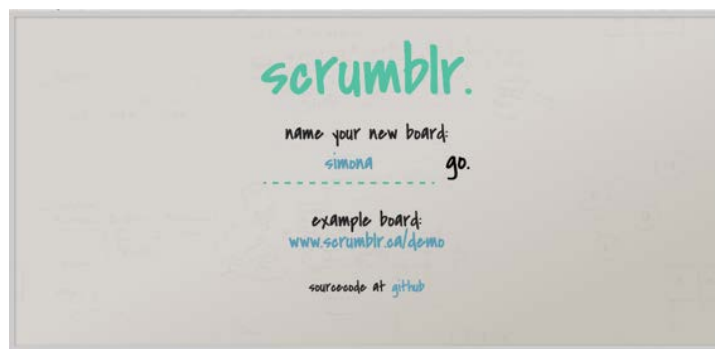 scrumblr.
name your new board:
simona go.
example board:
www.scrumblr.ca/demo
sourcecode at github